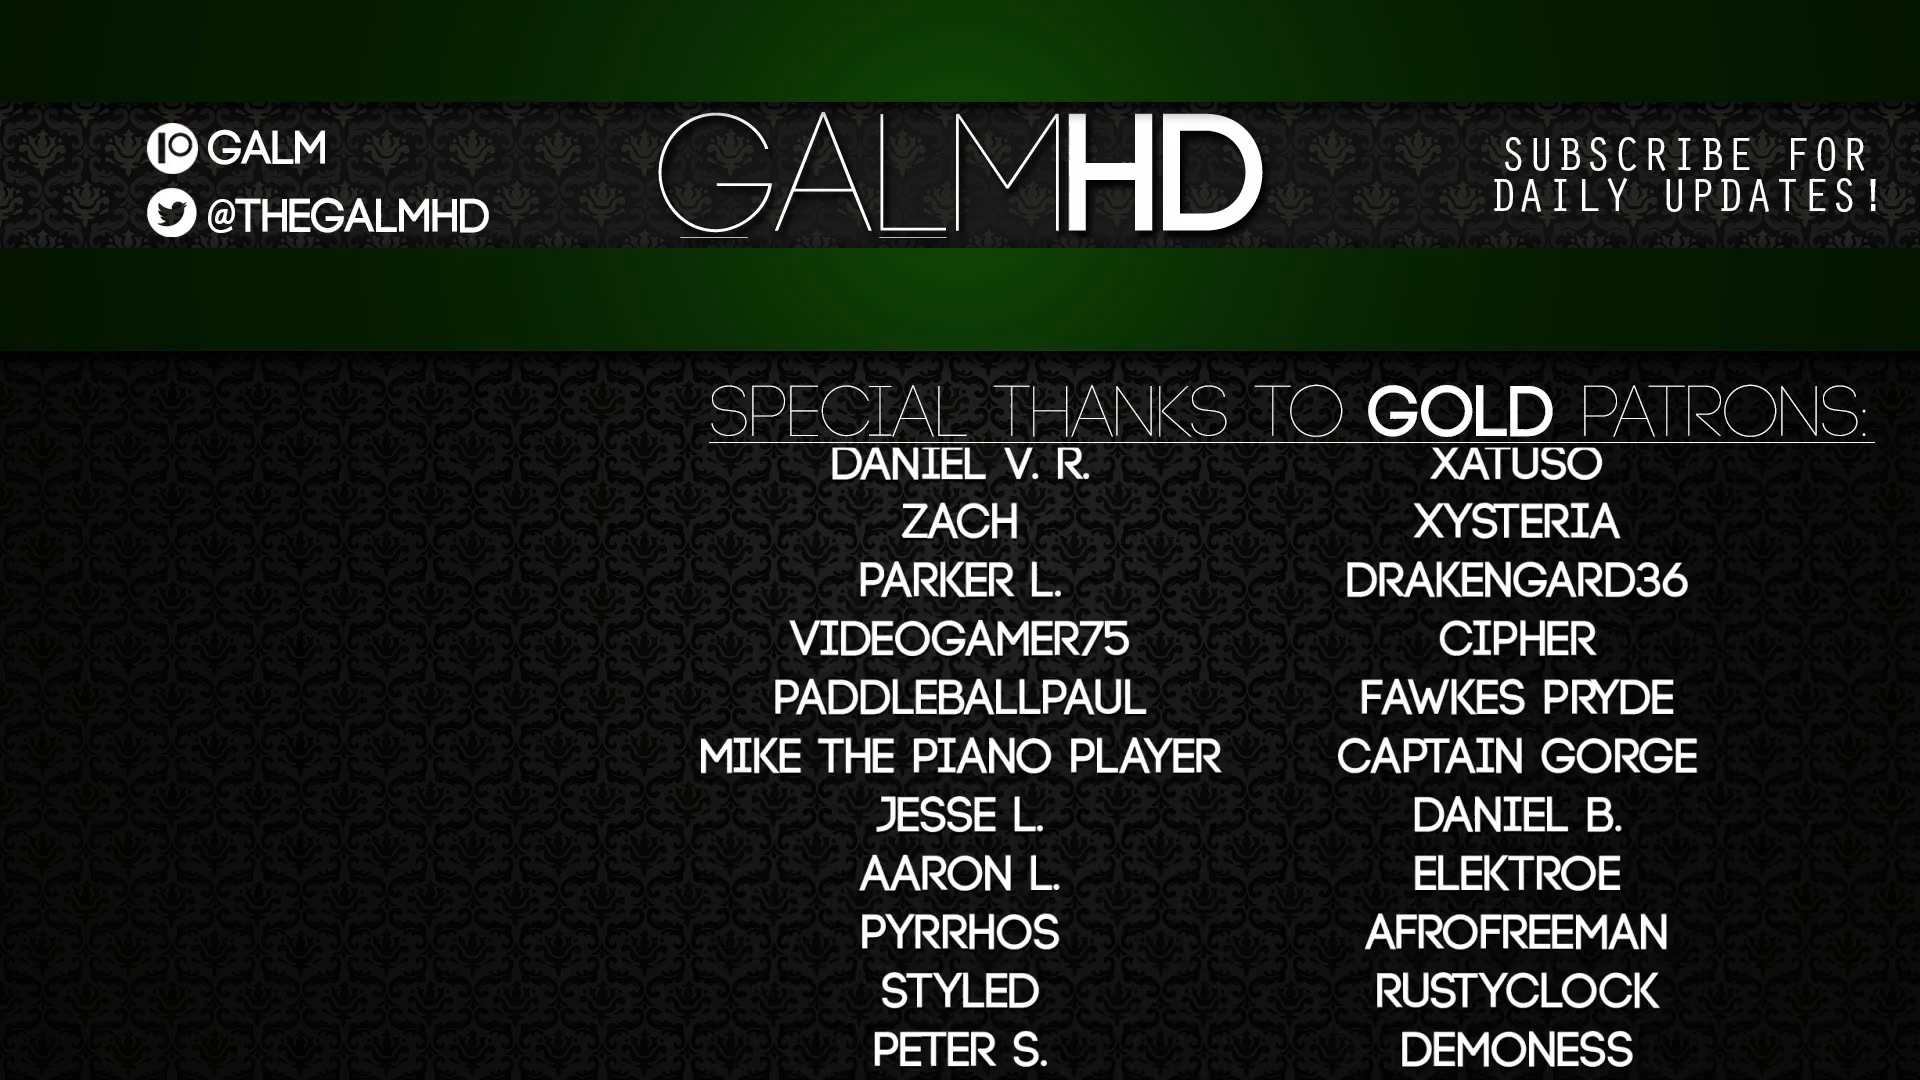 GALM
@THEGALMHD
GALMHD
SUBSCRIBE FOR
DAILY UPDATES!
SPECIAL THANKS TO GOLD PATRONS:
DANIEL V. R.
ZACH
PARKER L.
VIDEOGAMER75
PADDLEBALLPAUL
MIKE THE PIANO PLAYER
JESSE L.
AARON L.
PYRRHOS
STYLED
PETER S.
XATUSO
XYSTERIA
DRAKENGARD36
CIPHER
FAWKES PRYDE
CAPTAIN GORGE
DANIEL B.
ELEKTROE
AFROFREEMAN
RUSTYCLOCK
DEMONESS